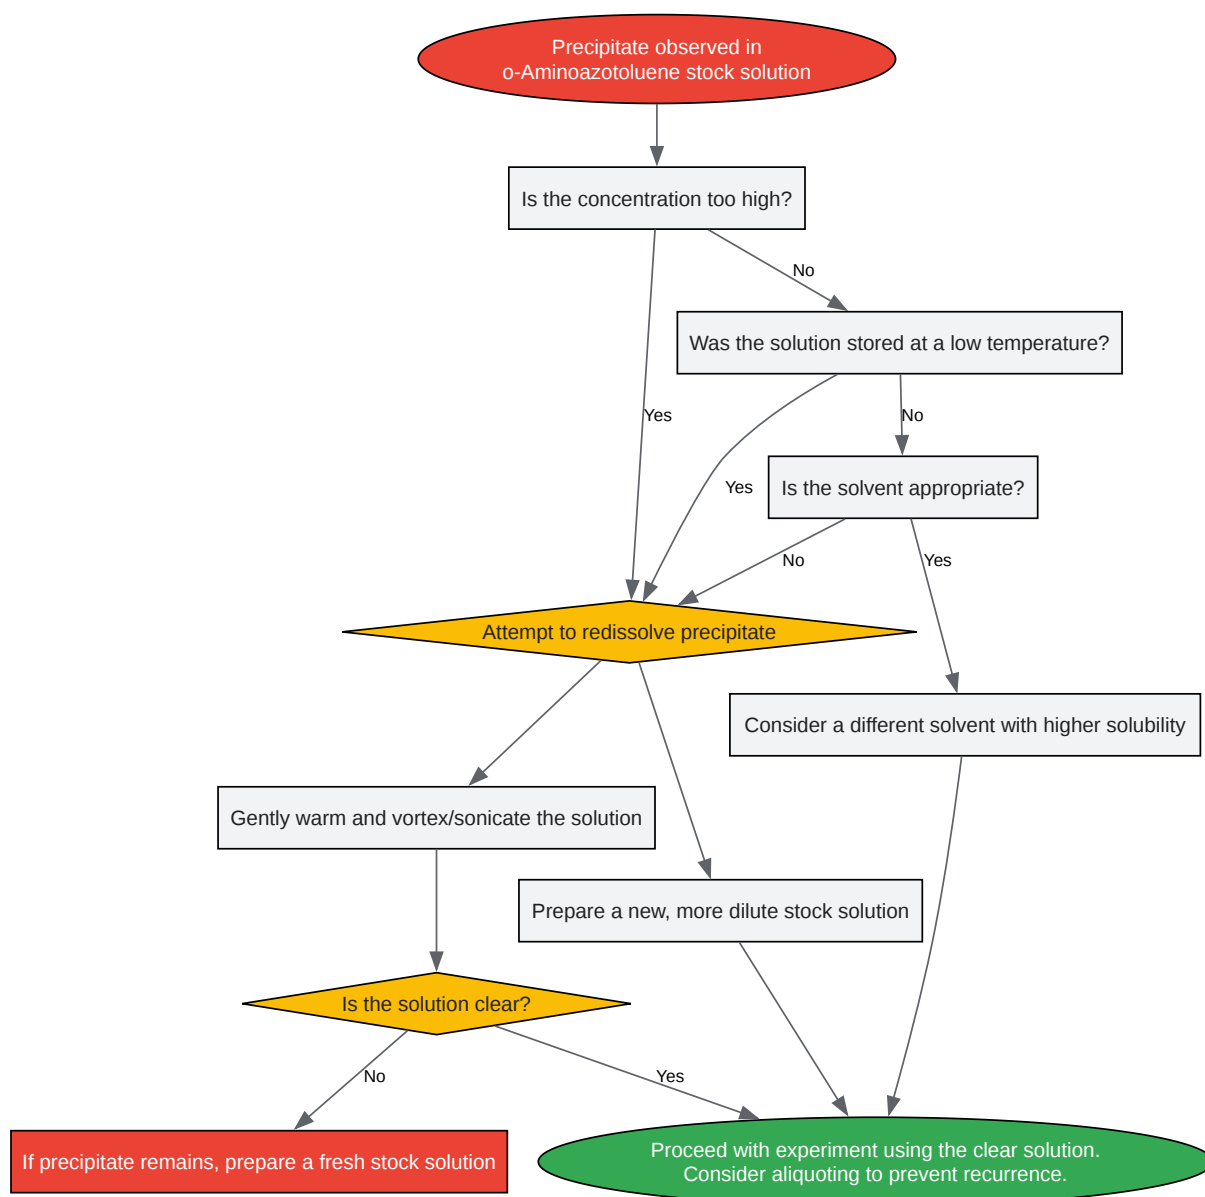 Precipitate observed in
o-Aminoazotoluene stock solution
Is the concentration too high?
No
Was the solution stored at a low temperature?
Yes
No
Yes
Is the solvent appropriate?
No
Yes
Attempt to redissolve precipitate
Consider a different solvent with higher solubility
Gently warm and vortex/sonicate the solution
Prepare a new, more dilute stock solution
Is the solution clear?
No
Yes
If precipitate remains, prepare a fresh stock solution
Proceed with experiment using the clear solution.
Consider aliquoting to prevent recurrence.